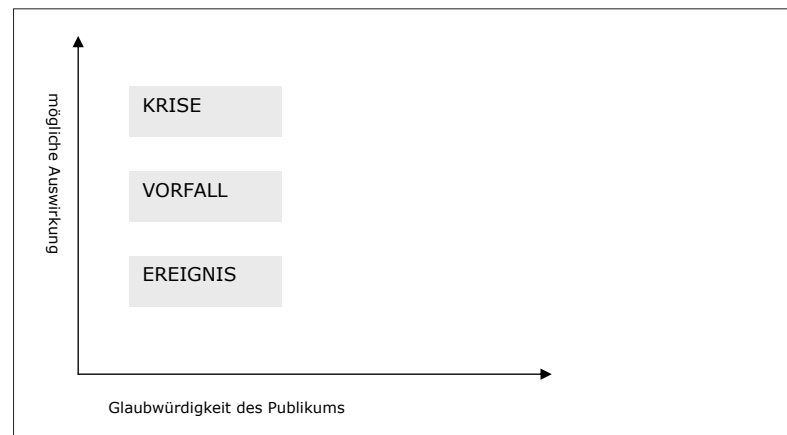 mögliche Auswirkung
KRISE
VORFALL
EREIGNIS
Glaubwürdigkeit des Publikums